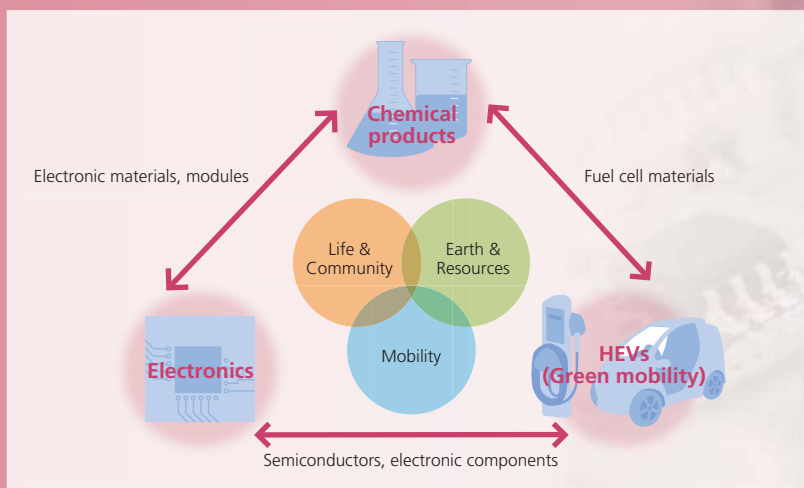 Chemical
products
Electronic materials, modules
Fuel cell materials
Life &
Community
Earth &
Resources
Mobility
Electronics
HEVs
(Green mobility)
Semiconductors, electronic components